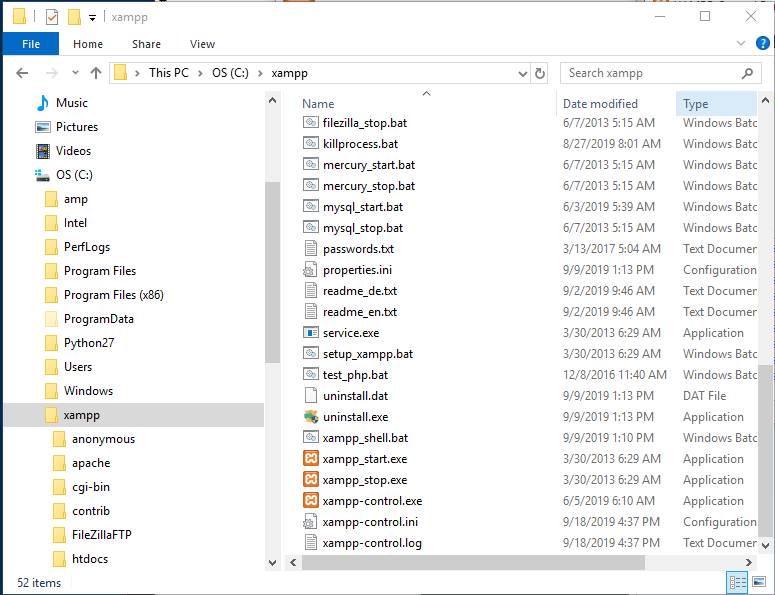 xampp
File Home Share View
This PC OS (C:) xampp
Search xampp
Music
Pictures
Videos
OS (C:)
amp
Intel
PerfLogs
Program Files
Program Files (x86)
ProgramData
Python27
Users
Windows
xampp
anonymous
apache
cgi-bin
contrib
FileZillaFTP
htdocs
Name Date modified Type
filezilla_stop.bat 6/7/2013 5:15 AM Windows Batc
killprocess.bat 8/27/2019 8:01 AM Windows Batc
mercury_start.bat 6/7/2013 5:15 AM Windows Batc
mercury_stop.bat 6/7/2013 5:15 AM Windows Batc
mysql_start.bat 6/3/2019 5:39 AM Windows Batc
mysql_stop.bat 6/7/2013 5:15 AM Windows Batc
passwords.txt 3/13/2017 5:04 AM Text Documen
properties.ini 9/9/2019 1:13 PM Configuration
readme_de.txt 9/2/2019 9:46 AM Text Documen
readme_en.txt 9/2/2019 9:46 AM Text Documen
service.exe 3/30/2013 6:29 AM Application
setup_xampp.bat 3/30/2013 6:29 AM Windows Batc
test_php.bat 12/8/2016 11:40 AM Windows Batc
uninstall.dat 9/9/2019 1:13 PM DAT File
uninstall.exe 9/9/2019 1:13 PM Application
xampp_shell.bat 9/9/2019 1:10 PM Windows Batc
xampp_start.exe 3/30/2013 6:29 AM Application
xampp_stop.exe 3/30/2013 6:29 AM Application
xampp-control.exe 6/5/2019 6:10 AM Application
xampp-control.ini 9/18/2019 4:37 PM Configuration
xampp-control.log 9/18/2019 4:37 PM Text Documen
52 items